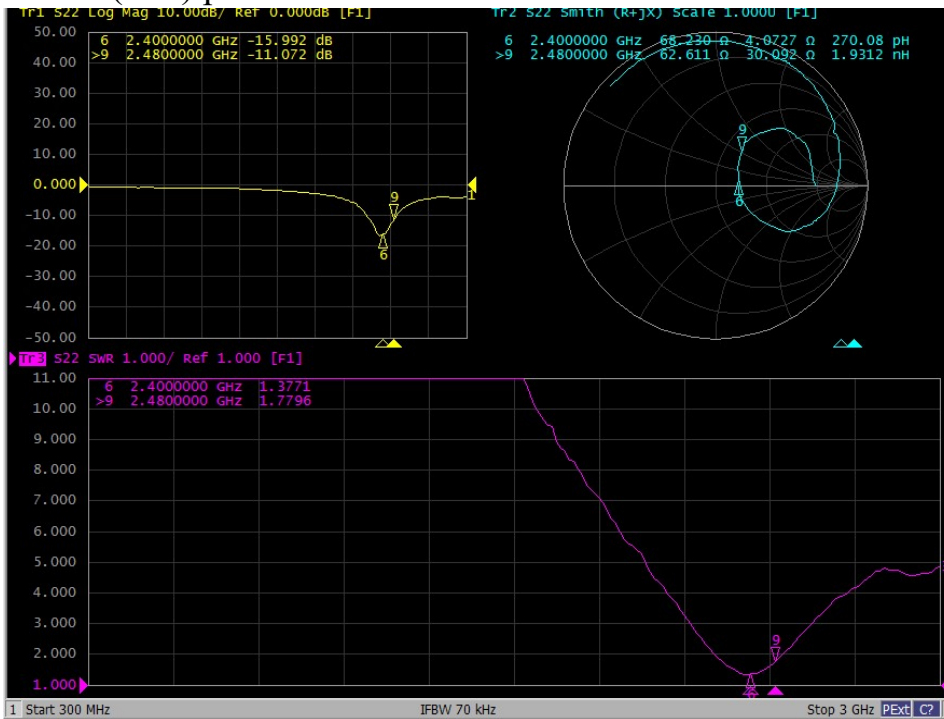 Tr1 S22 Log Mag 10.00dB/ Ref 0.000dB [F1]
50.00
6 2.4000000 GHz -15.992 dB
>9 2.4800000 GHz -11.072 dB
40.00
30.00
20.00
10.00
0.000
-10.00
-20.00
-30.00
-40.00
-50.00
9
6
1
Tr2 S22 Smith (R+jX) Scale 1.000U [F1]
6 2.4000000 GHz 68.230 Ω 4.0727 Ω 270.08 pH
>9 2.4800000 GHz 62.611 Ω 30.092 Ω 1.9312 nH
9
6
Tr3 S22 SWR 1.000/ Ref 1.000 [F1]
11.00
6 2.4000000 GHz 1.3771
>9 2.4800000 GHz 1.7796
10.00
9.000
8.000
7.000
6.000
5.000
4.000
3.000
2.000
1.000
9
6
1 Start 300 MHz IFBW 70 kHz Stop 3 GHz PExt C?